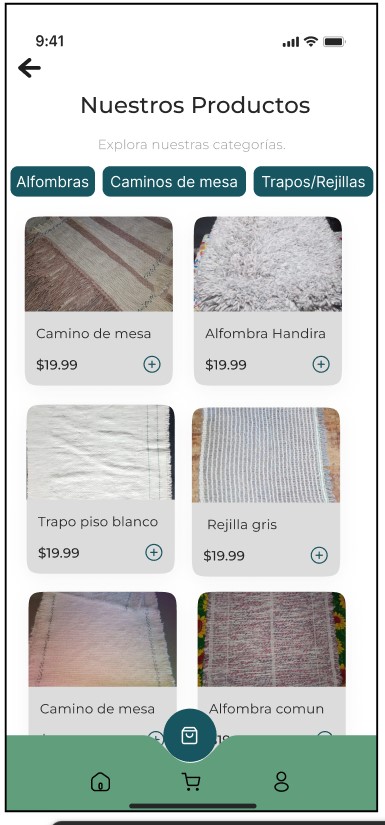 9:41
Nuestros Productos
Explora nuestras categorías.
Alfombras Caminos de mesa Trapos/Rejillas
Camino de mesa Alfombra Handira
$19.99 $19.99
Trapo piso blanco Rejilla gris
$19.99 $19.99
Camino de mesa Alfombra comun